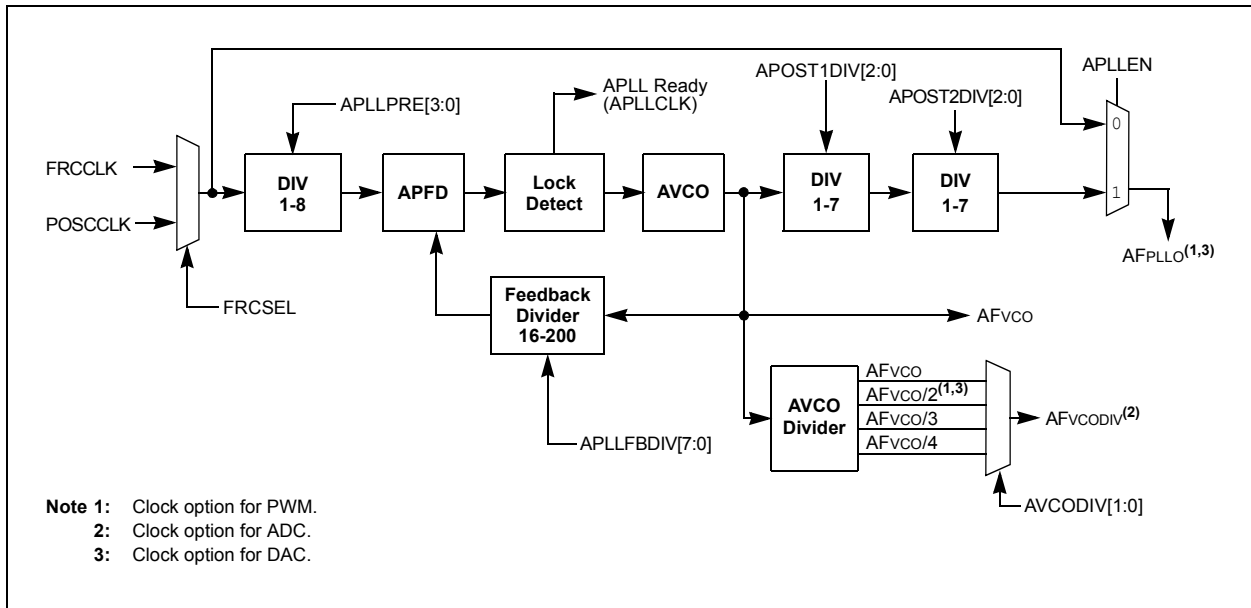 APLLEN
APOST1DIV[2:0]
APLL Ready
(APLLCLK)
APOST2DIV[2:0]
APLLPRE[3:0]
0
FRCCLK
DIV
1-8
APFD
Lock
Detect
AVCO
DIV
1-7
DIV
1-7
1
POSCCLK
AFPLLO(1,3)
FRCSEL
Feedback
Divider
16-200
AFVCO
AVCO
Divider
AFVCO
AFVCO/2(1,3)
AFVCO/3
AFVCO/4
AFVCODIV(2)
APLLFBDIV[7:0]
AVCODIV[1:0]
Note 1: Clock option for PWM.
2: Clock option for ADC.
3: Clock option for DAC.